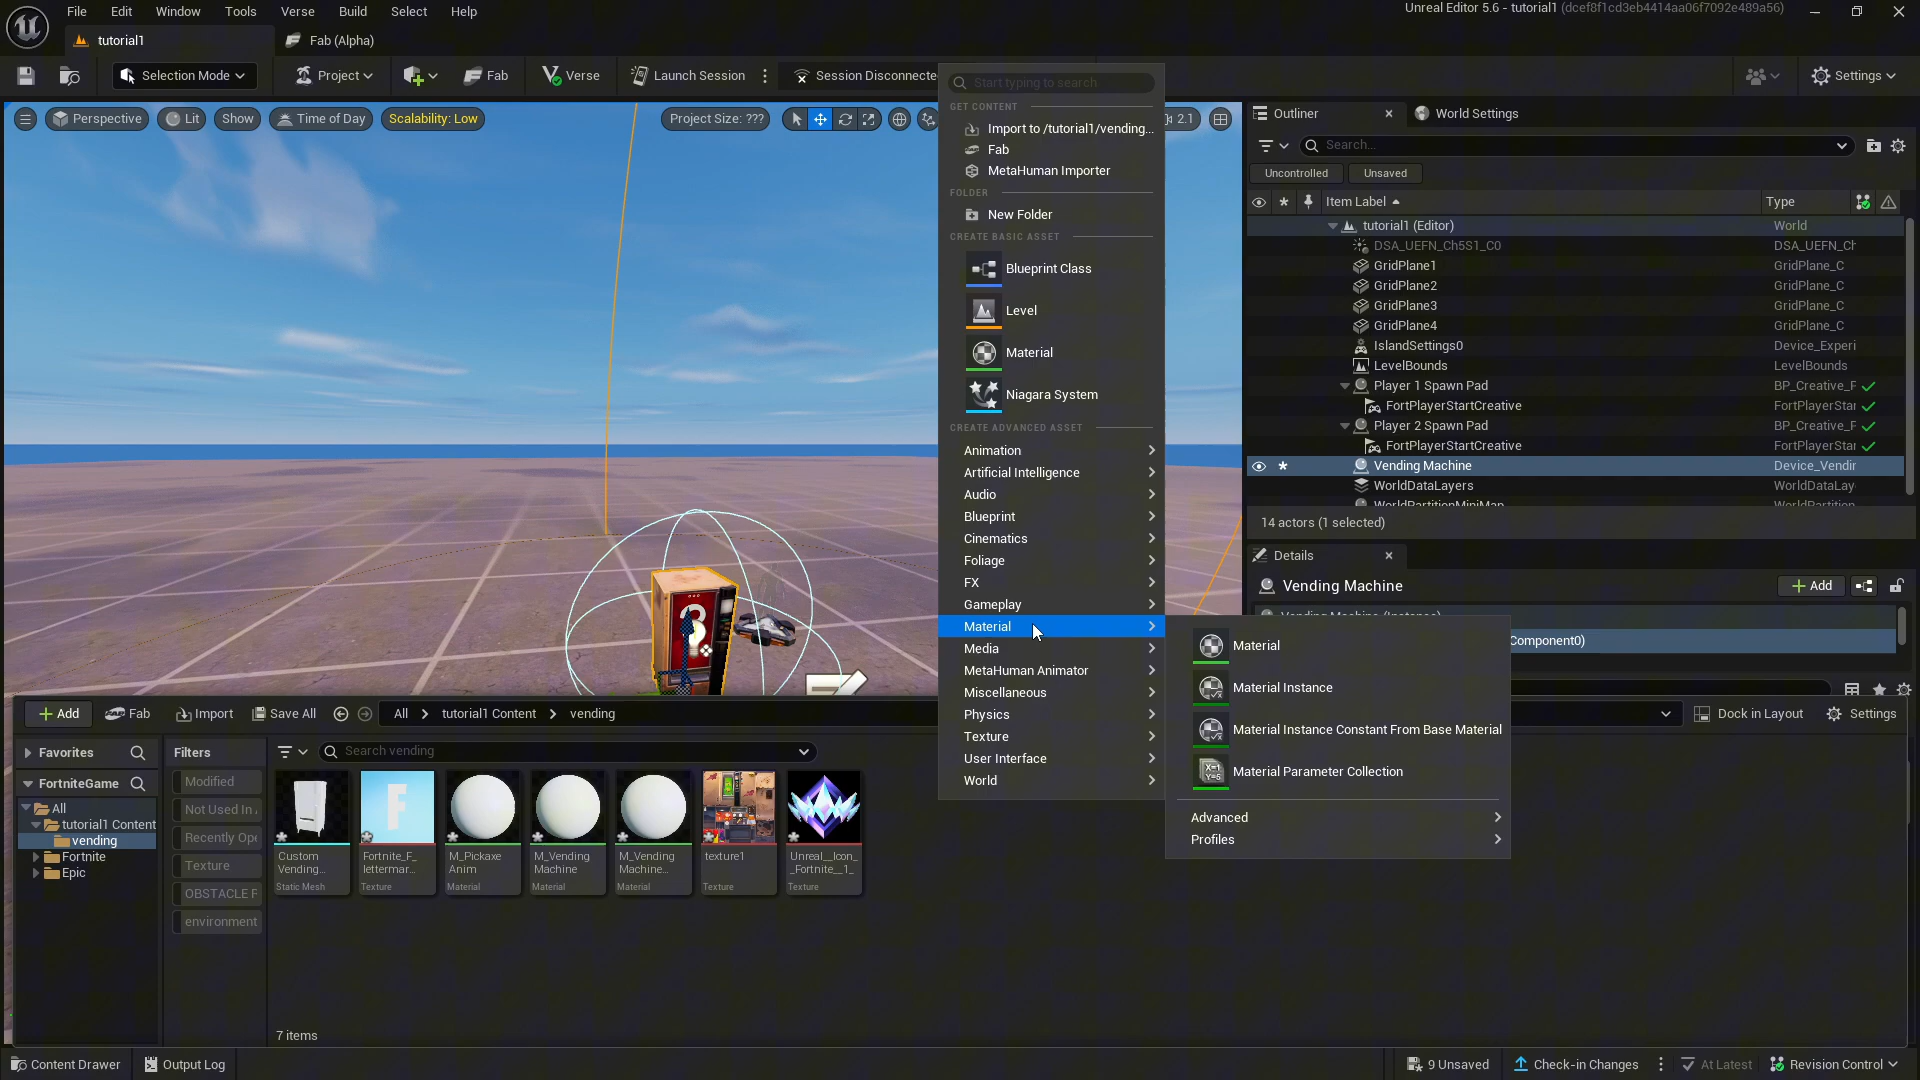 File Edit Window Tools Verse Build Select Help
Unreal Editor 5.6 - tutorial1 (dcef8f1cd3eb4414aa06f7092e489a56)
tutorial1
Fab (Alpha)
Selection Mode
Project
Fab
Verse
Launch Session
Session Disconnecte
Settings
Perspective
Lit
Show
Time of Day
Scalability: Low
Project Size: ???
2.1
Start typing to search
GET CONTENT
Import to /tutorial1/vending...
Fab
MetaHuman Importer
FOLDER
New Folder
CREATE BASIC ASSET
Blueprint Class
Level
Material
Niagara System
CREATE ADVANCED ASSET
Animation
Artificial Intelligence
Audio
Blueprint
Cinematics
Foliage
FX
Gameplay
Material
Media
MetaHuman Animator
Miscellaneous
Physics
Texture
User Interface
World
Material
Material Instance
Material Instance Constant From Base Material
Material Parameter Collection
Advanced
Profiles
Outliner
World Settings
Search...
Uncontrolled
Unsaved
Item Label
Type
tutorial1 (Editor) World
DSA_UEFN_Ch5S1_C0 DSA_UEFN_Ch
GridPlane1 GridPlane_C
GridPlane2 GridPlane_C
GridPlane3 GridPlane_C
GridPlane4 GridPlane_C
IslandSettings0 Device_Experi
LevelBounds LevelBounds
Player 1 Spawn Pad BP_Creative_F
FortPlayerStartCreative FortPlayerStar
Player 2 Spawn Pad BP_Creative_F
FortPlayerStartCreative FortPlayerStar
Vending Machine Device_Vendir
WorldDataLayers WorldDataLay
WorldPartitionMiniMap WorldPartition
14 actors (1 selected)
Details
Vending Machine
Add
Vending Machine (Instance)
Component0)
Add
Fab
Import
Save All
All
tutorial1 Content
vending
Dock in Layout
Settings
Favorites
FortniteGame
All
tutorial1 Content
vending
Fortnite
Epic
Filters
Modified
Not Used In
Recently Ope
Texture
OBSTACLE F
environment
Search vending
Custom
Vending...
Static Mesh
Fortnite_F_
lettermar...
Texture
M_Pickaxe
Anim
Material
M_Vending
Machine
Material
M_Vending
Machine...
Material
texture1
Texture
Unreal__Icon_
_Fortnite__1_
Texture
7 items
Content Drawer
Output Log
9 Unsaved
Check-in Changes
At Latest
Revision Control